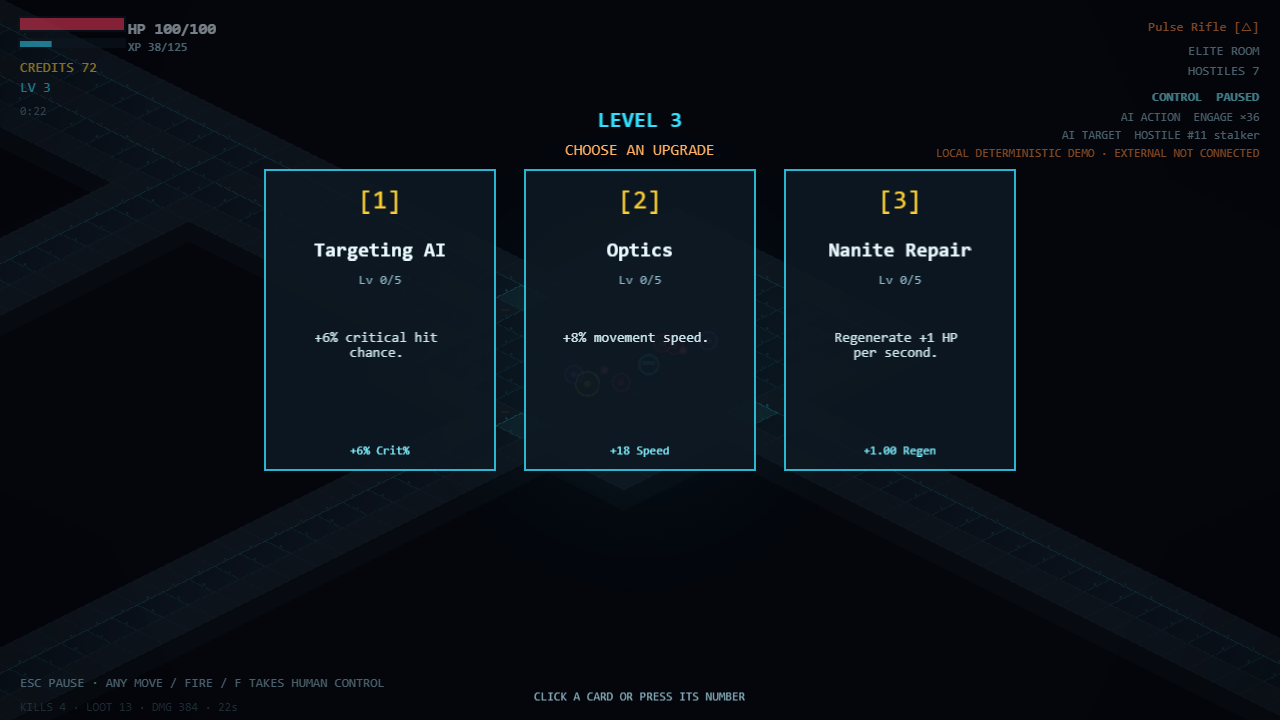 HP 100/100
XP 38/125
CREDITS 72
LV 3
0:22
Pulse Rifle [△]
ELITE ROOM
HOSTILES 7
CONTROL PAUSED
AI ACTION ENGAGE ×36
AI TARGET HOSTILE #11 stalker
LOCAL DETERMINISTIC DEMO · EXTERNAL NOT CONNECTED
LEVEL 3
CHOOSE AN UPGRADE
[1]
Targeting AI
Lv 0/5
+6% critical hit
chance.
+6% Crit%
[2]
Optics
Lv 0/5
+8% movement speed.
+18 Speed
[3]
Nanite Repair
Lv 0/5
Regenerate +1 HP
per second.
+1.00 Regen
ESC PAUSE · ANY MOVE / FIRE / F TAKES HUMAN CONTROL
KILLS 4 · LOOT 13 · DMG 384 · 22s
CLICK A CARD OR PRESS ITS NUMBER